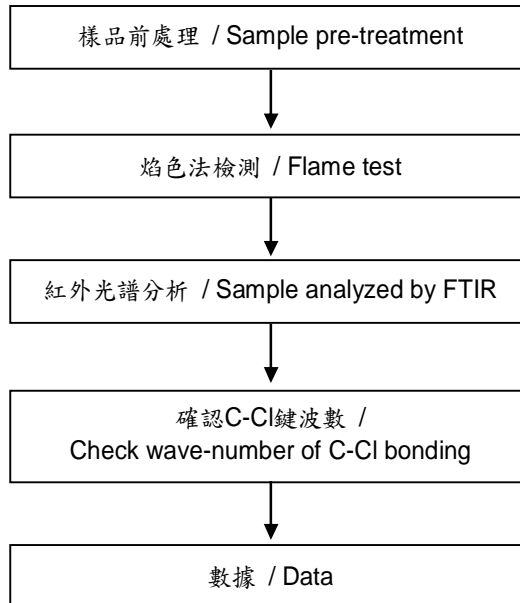 樣品前處理 / Sample pre-treatment
焰色法檢測 / Flame test
紅外光譜分析 / Sample analyzed by FTIR
確認C-Cl鍵波數 /
Check wave-number of C-Cl bonding
數據 / Data